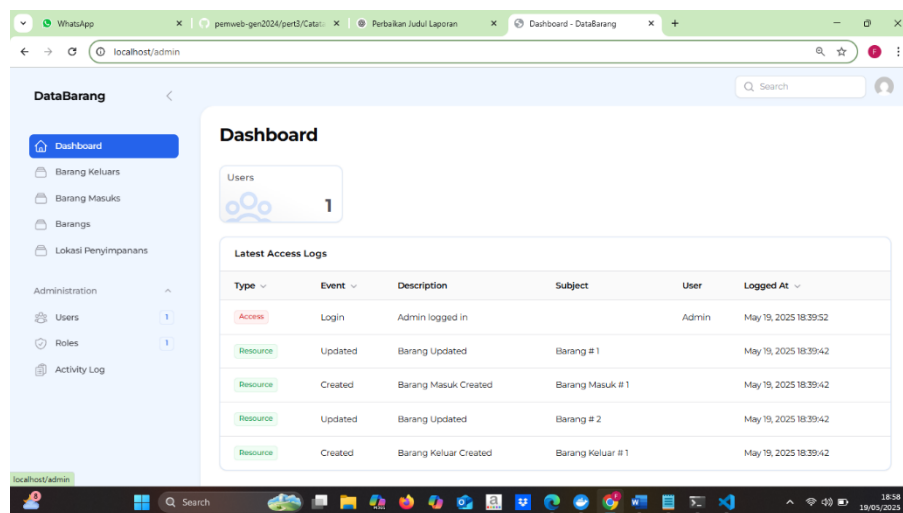 WhatsApp
pemweb-gen2024/pert3/Catata
Perbaikan Judul Laporan
Dashboard - DataBarang
localhost/admin
F
DataBarang
Search
Dashboard
Barang Keluars
Barang Masuks
Barangs
Lokasi Penyimpanans
Administration
Users 1
Roles 1
Activity Log
Dashboard
Users
1
Latest Access Logs
Type Event Description Subject User Logged At
Access Login Admin logged in Admin May 19, 2025 18:39:52
Resource Updated Barang Updated Barang # 1 May 19, 2025 18:39:42
Resource Created Barang Masuk Created Barang Masuk # 1 May 19, 2025 18:39:42
Resource Updated Barang Updated Barang # 2 May 19, 2025 18:39:42
Resource Created Barang Keluar Created Barang Keluar # 1 May 19, 2025 18:39:42
localhost/admin
Search
18:58
19/05/2025